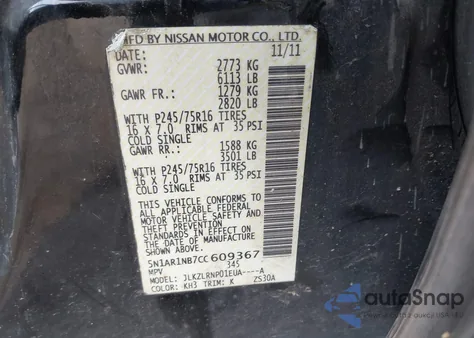 MFD BY NISSAN MOTOR CO., LTD.
DATE: 11/11
GVWR: 2773 KG
6113 LB
GAWR FR: 1279 KG
2820 LB
WITH P245/75R16 TIRES
16 X 7.0 RIMS AT 35 PSI
COLD SINGLE
GAWR RR: 1588 KG
3501 LB
WITH P245/75R16 TIRES
16 X 7.0 RIMS AT 35 PSI
COLD SINGLE
THIS VEHICLE CONFORMS
TO ALL APPLICABLE FEDERAL
MOTOR VEHICLE SAFETY
STANDARDS IN EFFECT ON
THE DATE OF MANUFACTURE
SHOWN ABOVE.
5N1AR1NB7CC 609367
MPV 345
MODEL: JLKZLRNP01EUA----A
COLOR: KH3 TRIM: K ZS30A
autoSnap